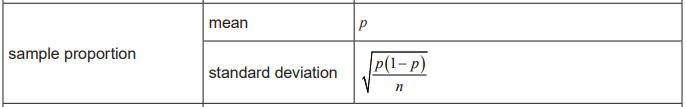 mean p
sample proportion
standard deviation √(p(1−p)/n)